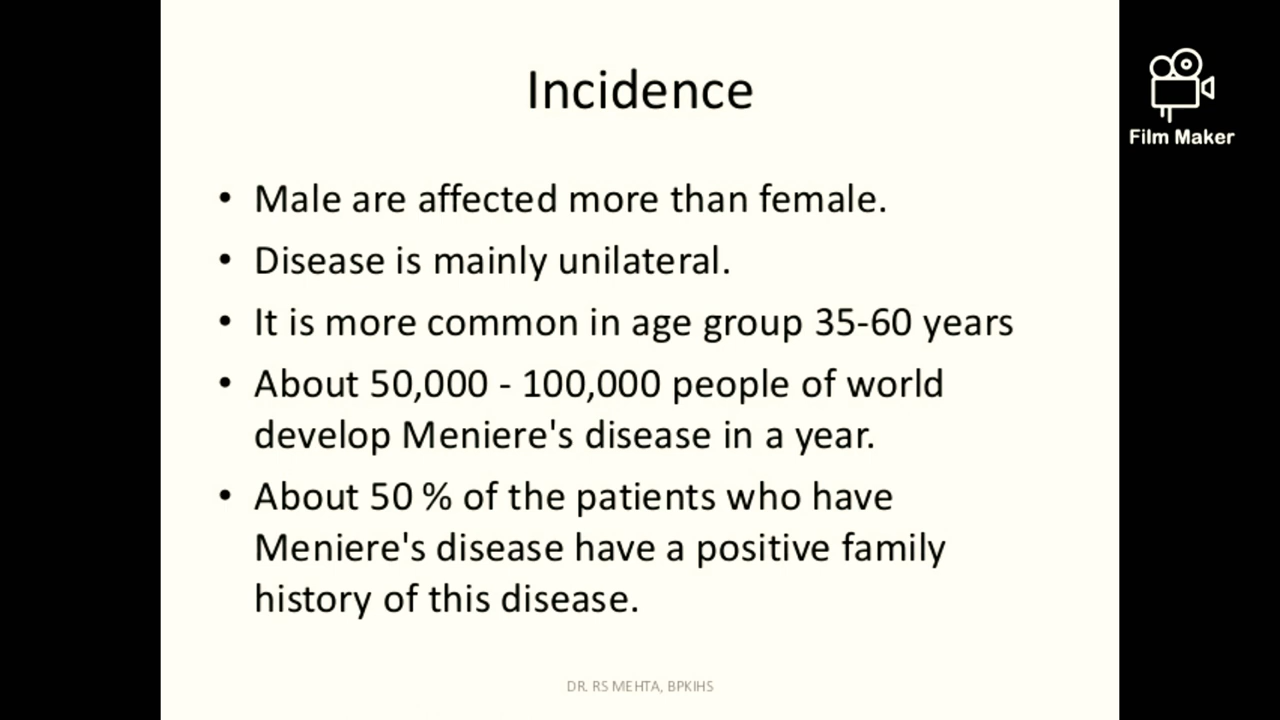 Incidence
Film Maker
• Male are affected more than female.
• Disease is mainly unilateral.
• It is more common in age group 35-60 years
• About 50,000 - 100,000 people of world
develop Meniere's disease in a year.
• About 50 % of the patients who have
Meniere's disease have a positive family
history of this disease.
DR. RS MEHTA, BPKIHS